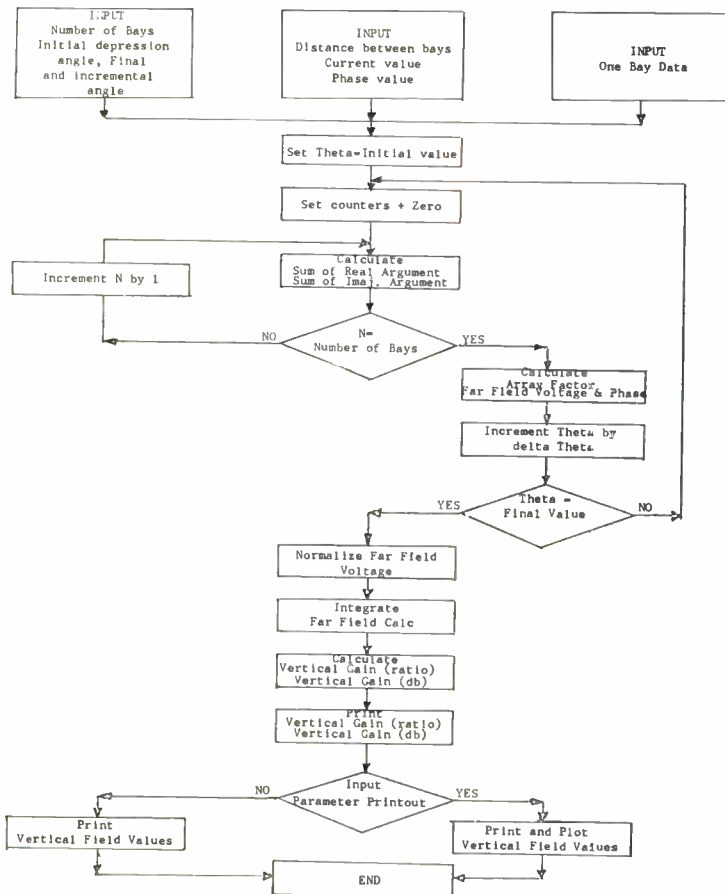 INPUT
Number of Bays
Initial depression
angle, Final
and incremental
angle
INPUT
Distance between bays
Current value
Phase value
INPUT
One Bay Data
Set Theta=Initial value
Set counters + Zero
Increment N by 1
Calculate
Sum of Real Argument
Sum of Imaj. Argument
NO
N=
Number of Bays
YES
Calculate
Array Factor
Far Field Voltage & Phase
Increment Theta by
delta Theta
YES
Theta =
Final Value
NO
Normalize Far Field
Voltage
Integrate
Far Field Calc
Calculate
Vertical Gain (ratio)
Vertical Gain (db)
Print
Vertical Gain (ratio)
Vertical Gain (db)
NO
Input
Parameter Printout
YES
Print
Vertical Field Values
Print and Plot
Vertical Field Values
END